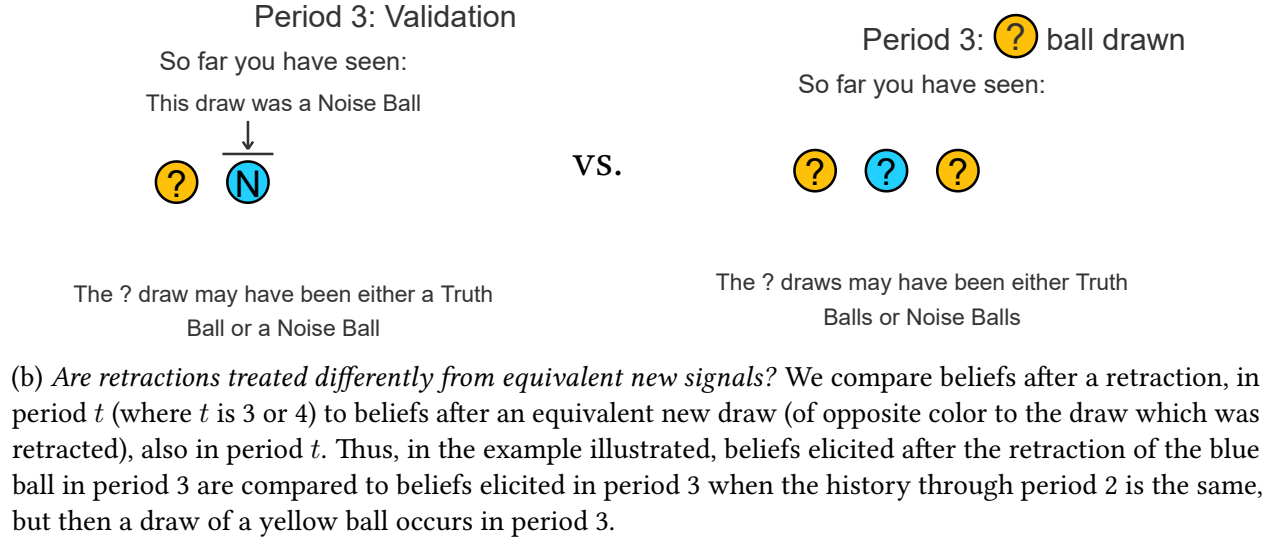 Period 3: Validation
So far you have seen:
This draw was a Noise Ball
? N
The ? draw may have been either a Truth
Ball or a Noise Ball
vs.
Period 3: ? ball drawn
So far you have seen:
? ? ?
The ? draws may have been either Truth
Balls or Noise Balls
(b) Are retractions treated differently from equivalent new signals? We compare beliefs after a retraction, in
period t (where t is 3 or 4) to beliefs after an equivalent new draw (of opposite color to the draw which was
retracted), also in period t. Thus, in the example illustrated, beliefs elicited after the retraction of the blue
ball in period 3 are compared to beliefs elicited in period 3 when the history through period 2 is the same,
but then a draw of a yellow ball occurs in period 3.